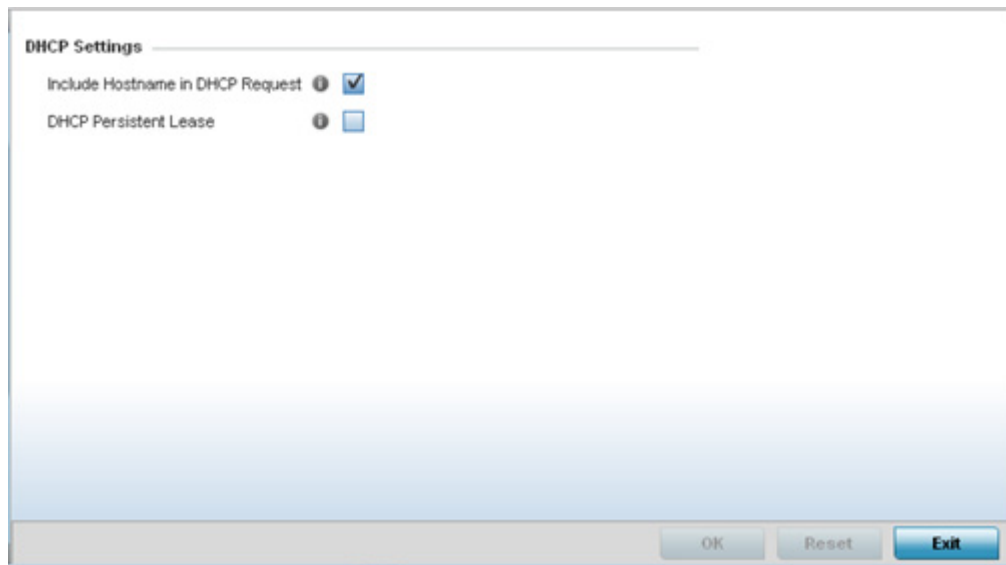 DHCP Settings
Include Hostname in DHCP Request
DHCP Persistent Lease
OK Reset Exit